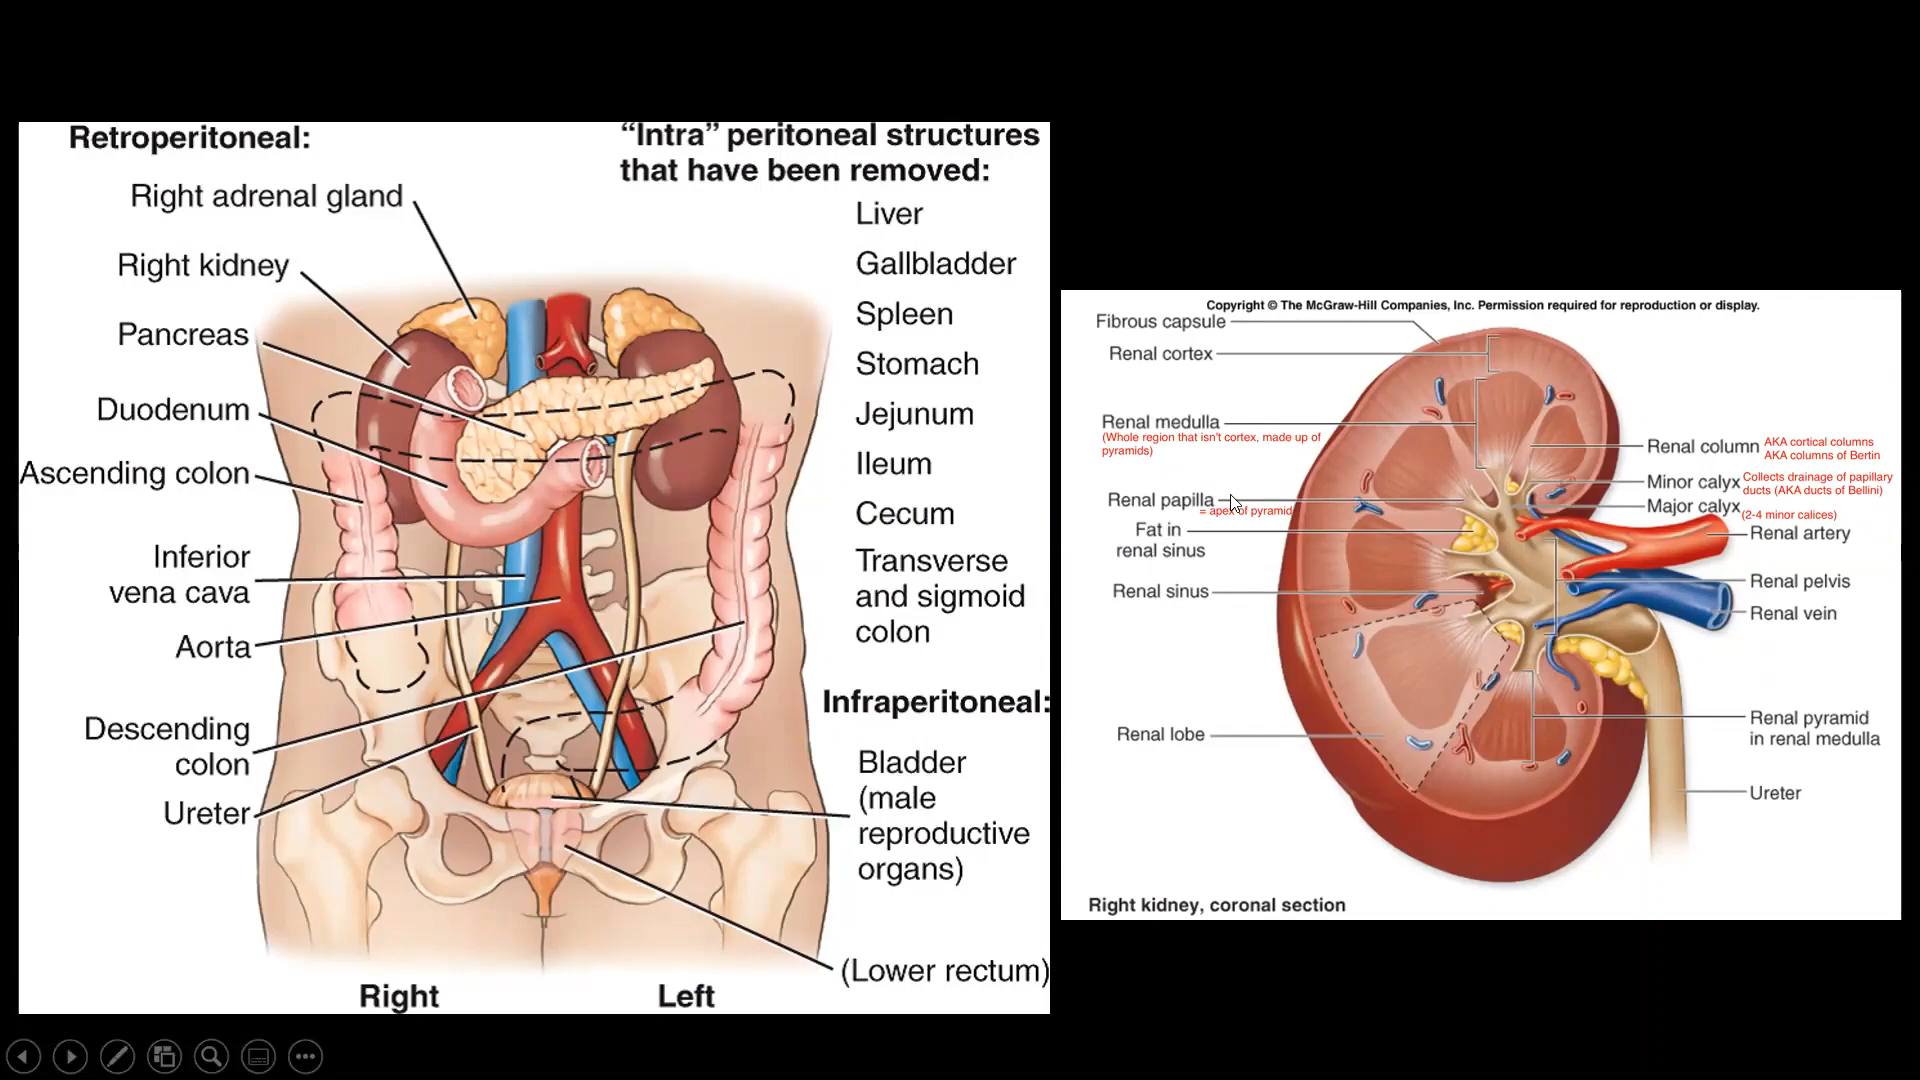 Retroperitoneal:
Right adrenal gland
Right kidney
Pancreas
Duodenum
Ascending colon
Inferior
vena cava
Aorta
Descending
colon
Ureter
Right
Left
“Intra” peritoneal structures
that have been removed:
Liver
Gallbladder
Spleen
Stomach
Jejunum
Ileum
Cecum
Transverse
and sigmoid
colon
Infraperitoneal:
Bladder
(male
reproductive
organs)
(Lower rectum)
Copyright © The McGraw-Hill Companies, Inc. Permission required for reproduction or display.
Fibrous capsule
Renal cortex
Renal medulla
(Whole region that isn't cortex, made up of
pyramids)
Renal papilla
= apex of pyramid
Fat in
renal sinus
Renal sinus
Renal lobe
Renal column
AKA cortical columns
AKA columns of Bertin
Minor calyx
Collects drainage of papillary
ducts (AKA ducts of Bellini)
Major calyx
(2-4 minor calices)
Renal artery
Renal pelvis
Renal vein
Renal pyramid
in renal medulla
Ureter
Right kidney, coronal section